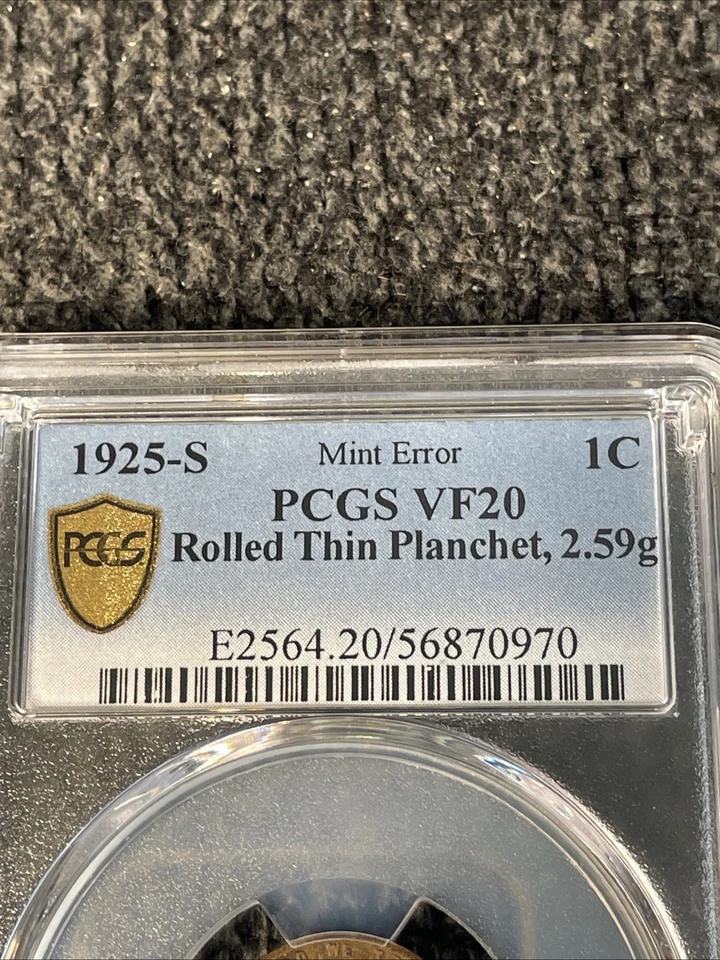 1925-S Mint Error 1C
PCGS VF20
PCGS Rolled Thin Planchet, 2.59g
E2564.20/56870970